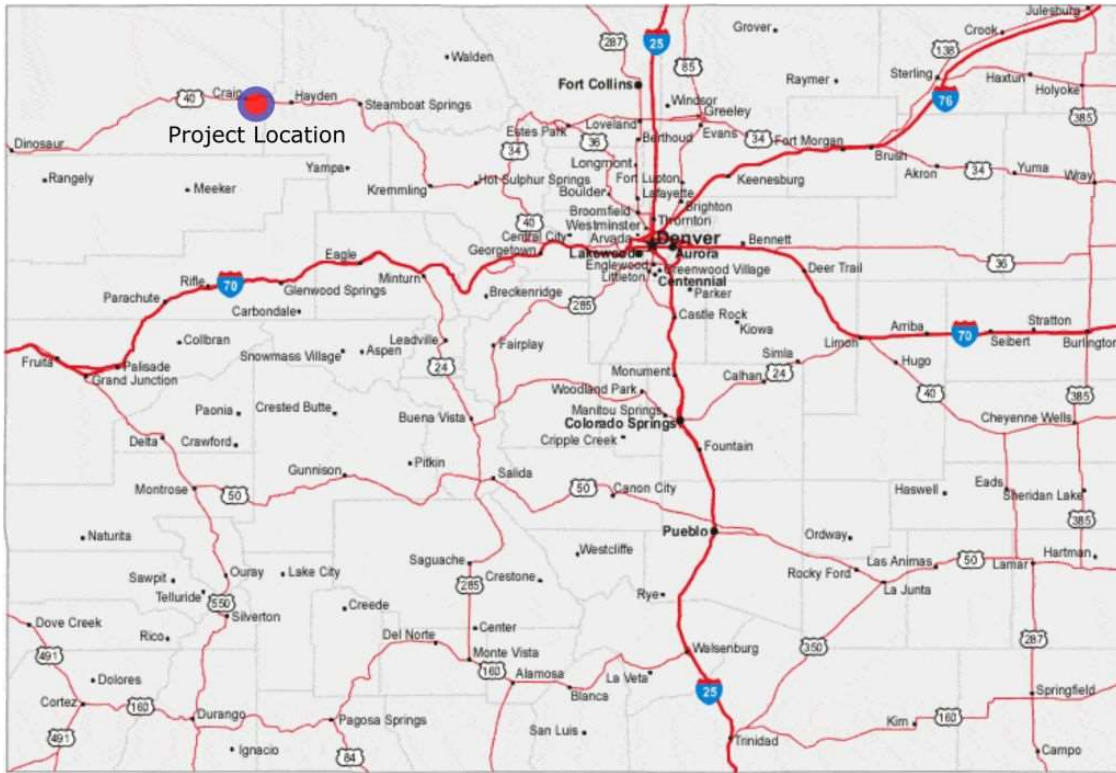 Julesburg
Grover
Crook
287
25
85
138
Walden
Sterling
Raymer
Haxtun
Fort Collins
Holyoke
Craig
Hayden
40
Steamboat Springs
Windsor
Greeley
76
385
Project Location
Estes Park
Loveland
Berthoud
Evans
34
Fort Morgan
Dinosaur
36
34
Longmont
Brush
Akron
34
Yuma
Wray
Rangely
Meeker
Yampa
Kremmling
Hot Sulphur Springs
Boulder
Fort Lupton
Lafayette
Keenesburg
Brighton
Broomfield
Thornton
40
Westminster
Central City
Arvada
Denver
Bennett
Georgetown
Lakewood
Aurora
Eagle
Englewood
Greenwood Village
36
Minturn
Littleton
Centennial
Deer Trail
Rifle
70
Glenwood Springs
Breckenridge
285
Parker
Parachute
Carbondale
Castle Rock
Kiowa
Arriba
Stratton
Collbran
Leadville
Fairplay
Limon
70
Seibert
Burlington
Snowmass Village
Aspen
Simla
Fruita
Palisade
24
Monument
Hugo
Grand Junction
Calhan
24
Woodland Park
40
385
Paonia
Crested Butte
Buena Vista
Manitou Springs
Cheyenne Wells
Colorado Springs
Delta
Crawford
Cripple Creek
Fountain
Pitkin
Gunnison
Salida
Montrose
50
50
Canon City
Haswell
Eads
Sheridan Lake
385
Naturita
Pueblo
Ordway
Westcliffe
Hartman
Saguache
Las Animas
50
Lamar
Sawpit
Ouray
Lake City
Crestone
Rocky Ford
285
La Junta
Telluride
550
Creede
Rye
Silverton
Dove Creek
Rico
Del Norte
Center
350
287
491
Monte Vista
Walsenburg
160
Alamosa
La Veta
Dolores
Blanca
25
Springfield
Cortez
160
Durango
Pagosa Springs
Kim
160
San Luis
491
Ignacio
84
Trinidad
Campo